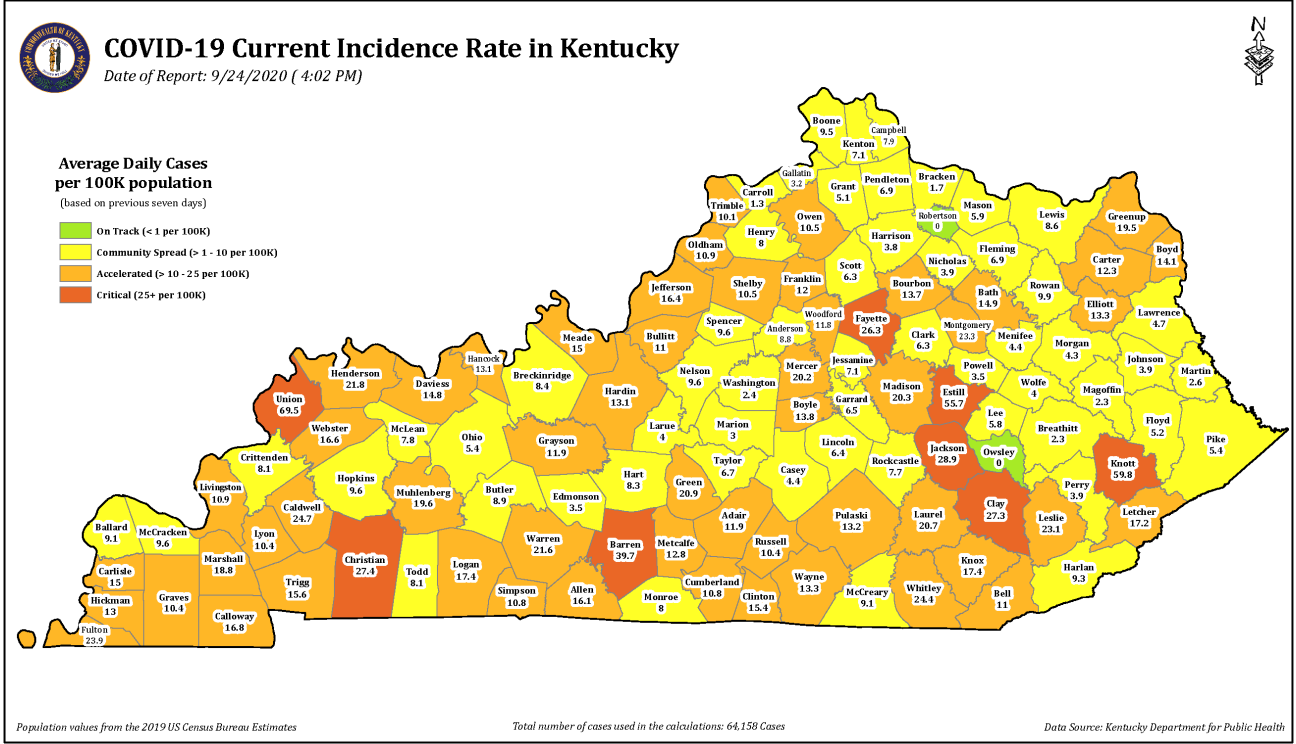 COVID-19 Current Incidence Rate in Kentucky
Date of Report: 9/24/2020 ( 4:02 PM)
N
Average Daily Cases
per 100K population
(based on previous seven days)
On Track (< 1 per 100K)
Community Spread (> 1 - 10 per 100K)
Accelerated (> 10 - 25 per 100K)
Critical (25+ per 100K)
Boone
9.5
Kenton
7.1
Campbell
7.9
Gallatin
3.2
Carroll
1.3
Trimble
10.1
Grant
5.1
Pendleton
6.9
Bracken
1.7
Robertson
0
Mason
5.9
Lewis
8.6
Greenup
19.5
Boyd
14.1
Carter
12.3
Owen
10.5
Henry
8
Oldham
10.9
Harrison
3.8
Nicholas
3.9
Fleming
6.9
Rowan
9.9
Elliott
13.3
Lawrence
4.7
Jefferson
16.4
Shelby
10.5
Franklin
12
Scott
6.3
Bourbon
13.7
Bath
14.9
Woodford
11.8
Fayette
26.3
Clark
6.3
Montgomery
23.3
Menifee
4.4
Morgan
4.3
Johnson
3.9
Martin
2.6
Meade
15
Bullitt
11
Spencer
9.6
Anderson
8.8
Jessamine
7.1
Mercer
20.2
Powell
3.5
Wolfe
4
Magoffin
2.3
Floyd
5.2
Pike
5.4
Hancock
13.1
Breckinridge
8.4
Henderson
21.8
Daviess
14.8
Union
69.5
Webster
16.6
McLean
7.8
Ohio
5.4
Hardin
13.1
Nelson
9.6
Washington
2.4
Boyle
13.8
Garrard
6.5
Madison
20.3
Estill
55.7
Lee
5.8
Breathitt
2.3
Owsley
0
Jackson
28.9
Knott
59.8
Perry
3.9
Letcher
17.2
Leslie
23.1
Clay
27.3
Larue
4
Marion
3
Lincoln
6.4
Rockcastle
7.7
Casey
4.4
Taylor
6.7
Grayson
11.9
Hart
8.3
Green
20.9
Crittenden
8.1
Livingston
10.9
Hopkins
9.6
Muhlenberg
19.6
Butler
8.9
Edmonson
3.5
Caldwell
24.7
Lyon
10.4
Ballard
9.1
McCracken
9.6
Marshall
18.8
Carlisle
15
Hickman
13
Fulton
23.9
Graves
10.4
Calloway
16.8
Trigg
15.6
Christian
27.4
Todd
8.1
Logan
17.4
Warren
21.6
Simpson
10.8
Allen
16.1
Barren
39.7
Metcalfe
12.8
Monroe
8
Adair
11.9
Russell
10.4
Cumberland
10.8
Clinton
15.4
Pulaski
13.2
Wayne
13.3
McCreary
9.1
Laurel
20.7
Whitley
24.4
Knox
17.4
Bell
11
Harlan
9.3
Population values from the 2019 US Census Bureau Estimates
Total number of cases used in the calculations: 64,158 Cases
Data Source: Kentucky Department for Public Health